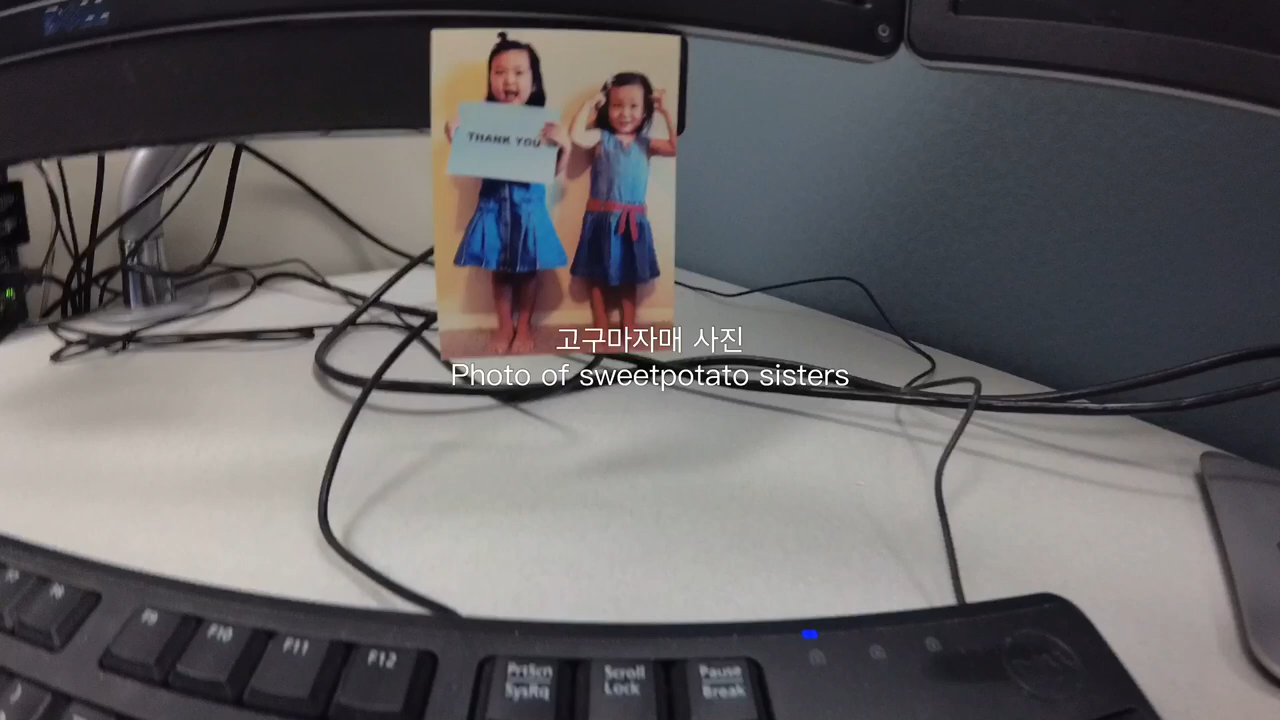 THANK YOU
고구마자매 사진
Photo of sweetpotato sisters
F9
F10
F11
F12
PrtScn
SysRq
Scroll
Lock
Pause
Break